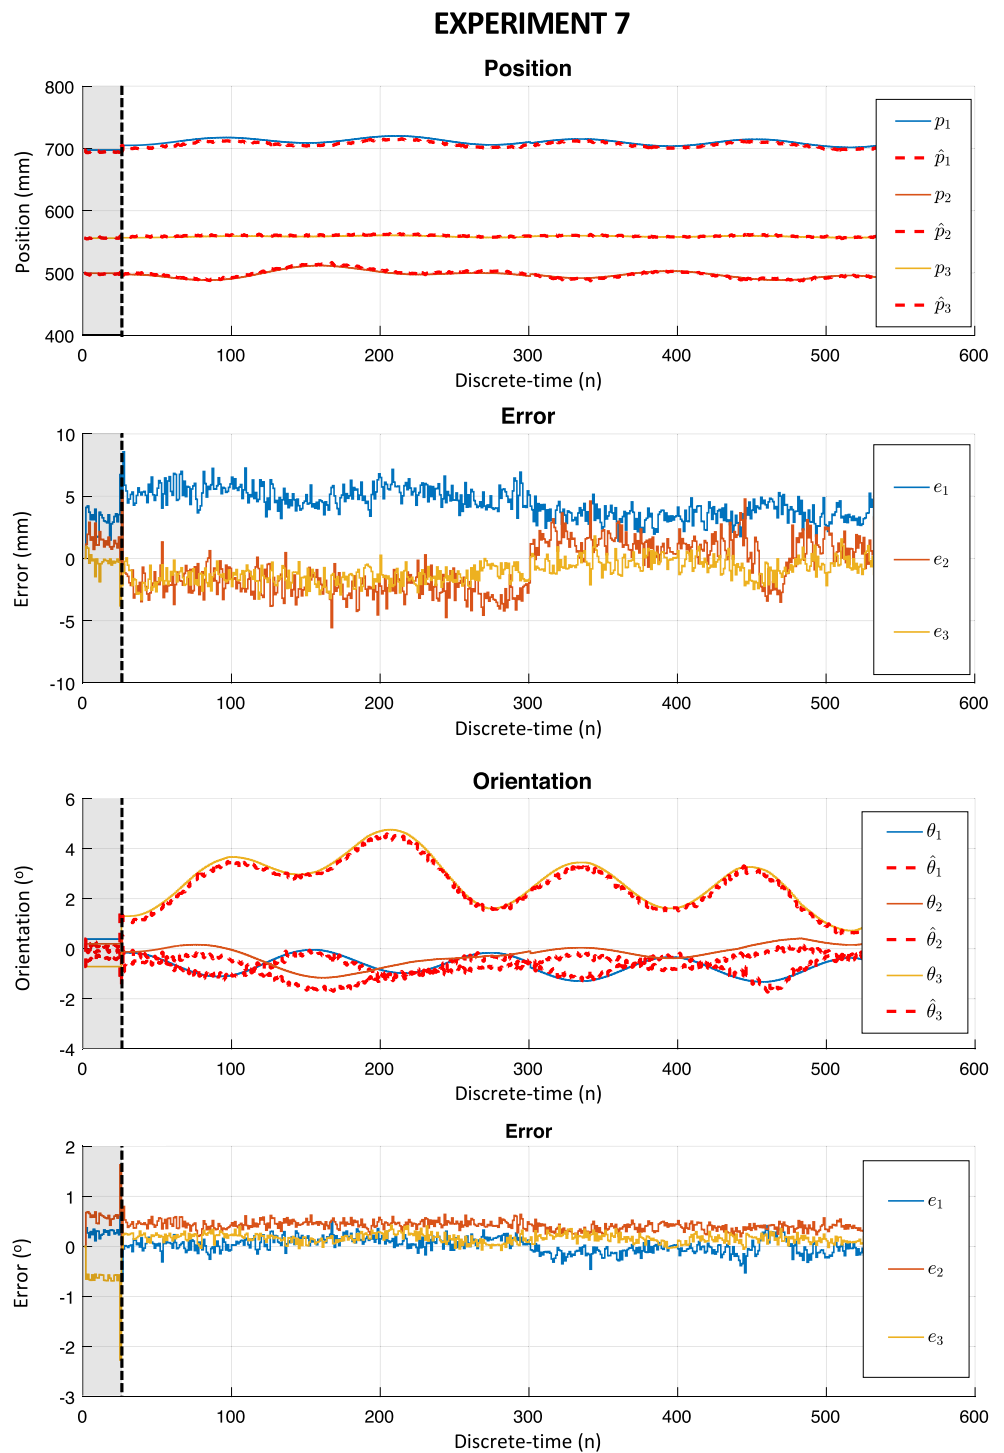 EXPERIMENT 7
Position
Position (mm)
800
700
600
500
400
0 100 200 300 400 500 600
Discrete-time (n)
p₁
p̂₁
p₂
p̂₂
p₃
p̂₃
Error
Error (mm)
10
5
0
-5
-10
0 100 200 300 400 500 600
Discrete-time (n)
e₁
e₂
e₃
Orientation
Orientation (º)
6
4
2
0
-2
-4
0 100 200 300 400 500 600
Discrete-time (n)
θ₁
θ̂₁
θ₂
θ̂₂
θ₃
θ̂₃
Error
Error (º)
2
1
0
-1
-2
-3
0 100 200 300 400 500 600
Discrete-time (n)
e₁
e₂
e₃